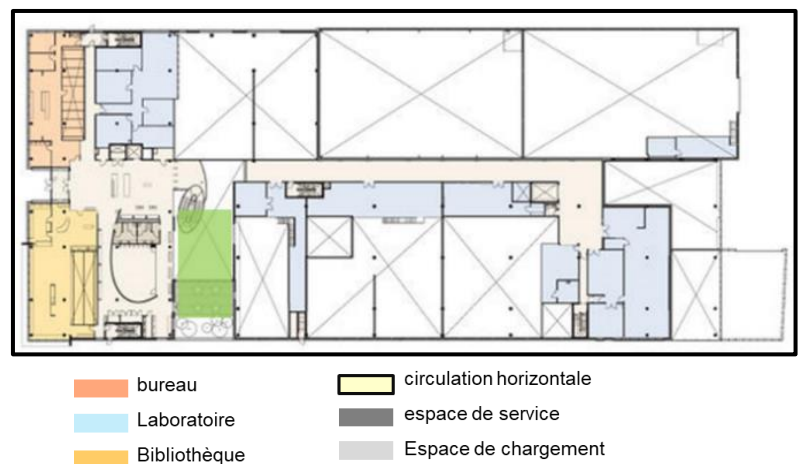 bureau
Laboratoire
Bibliothèque
circulation horizontale
espace de service
Espace de chargement